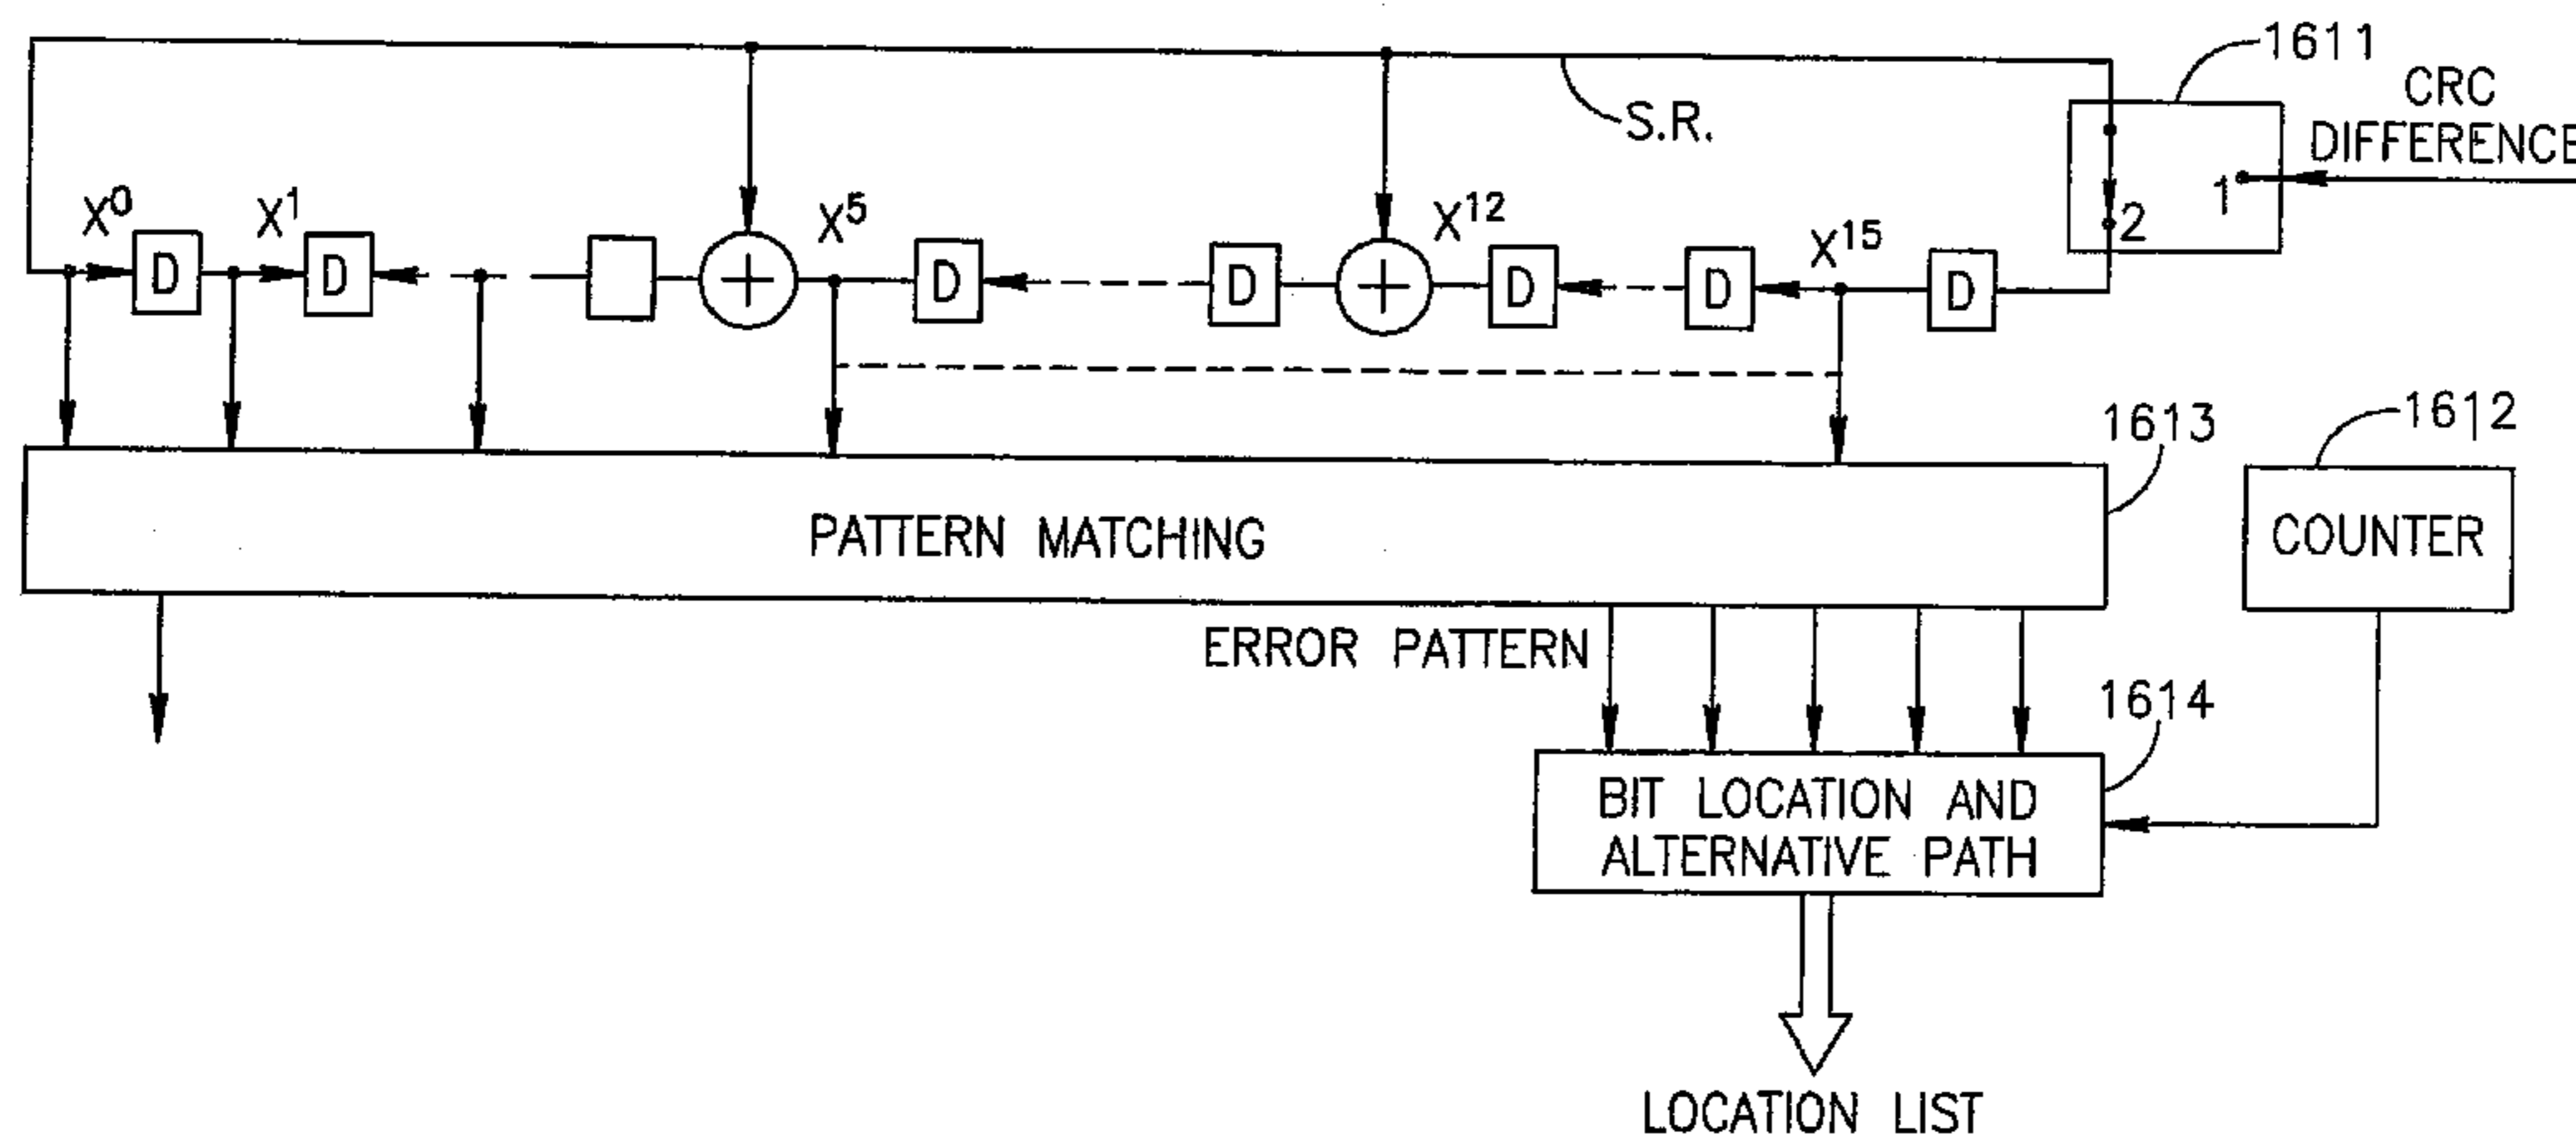 1611
CRC
DIFFERENCE
S.R.
1
2
X⁰
D
X¹
D
+
X⁵
D
D
+
X¹²
D
D
X¹⁵
D
1613
1612
PATTERN MATCHING
COUNTER
ERROR PATTERN
1614
BIT LOCATION AND
ALTERNATIVE PATH
LOCATION LIST